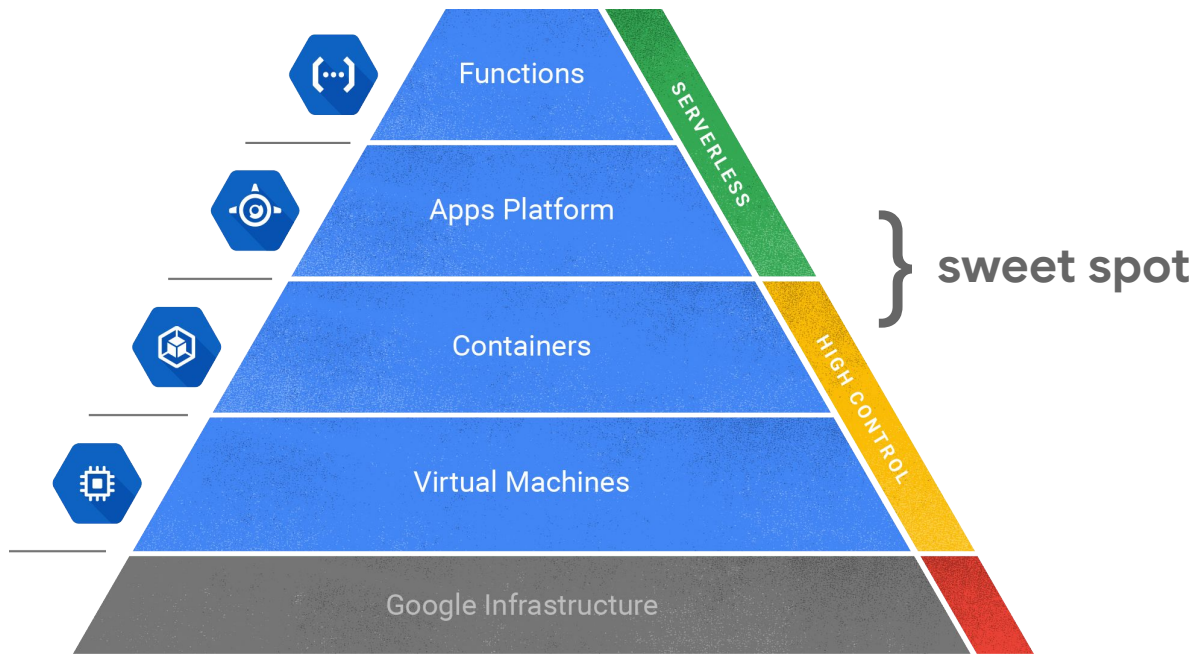 Functions
SERVERLESS
Apps Platform
sweet spot
Containers
HIGH CONTROL
Virtual Machines
Google Infrastructure